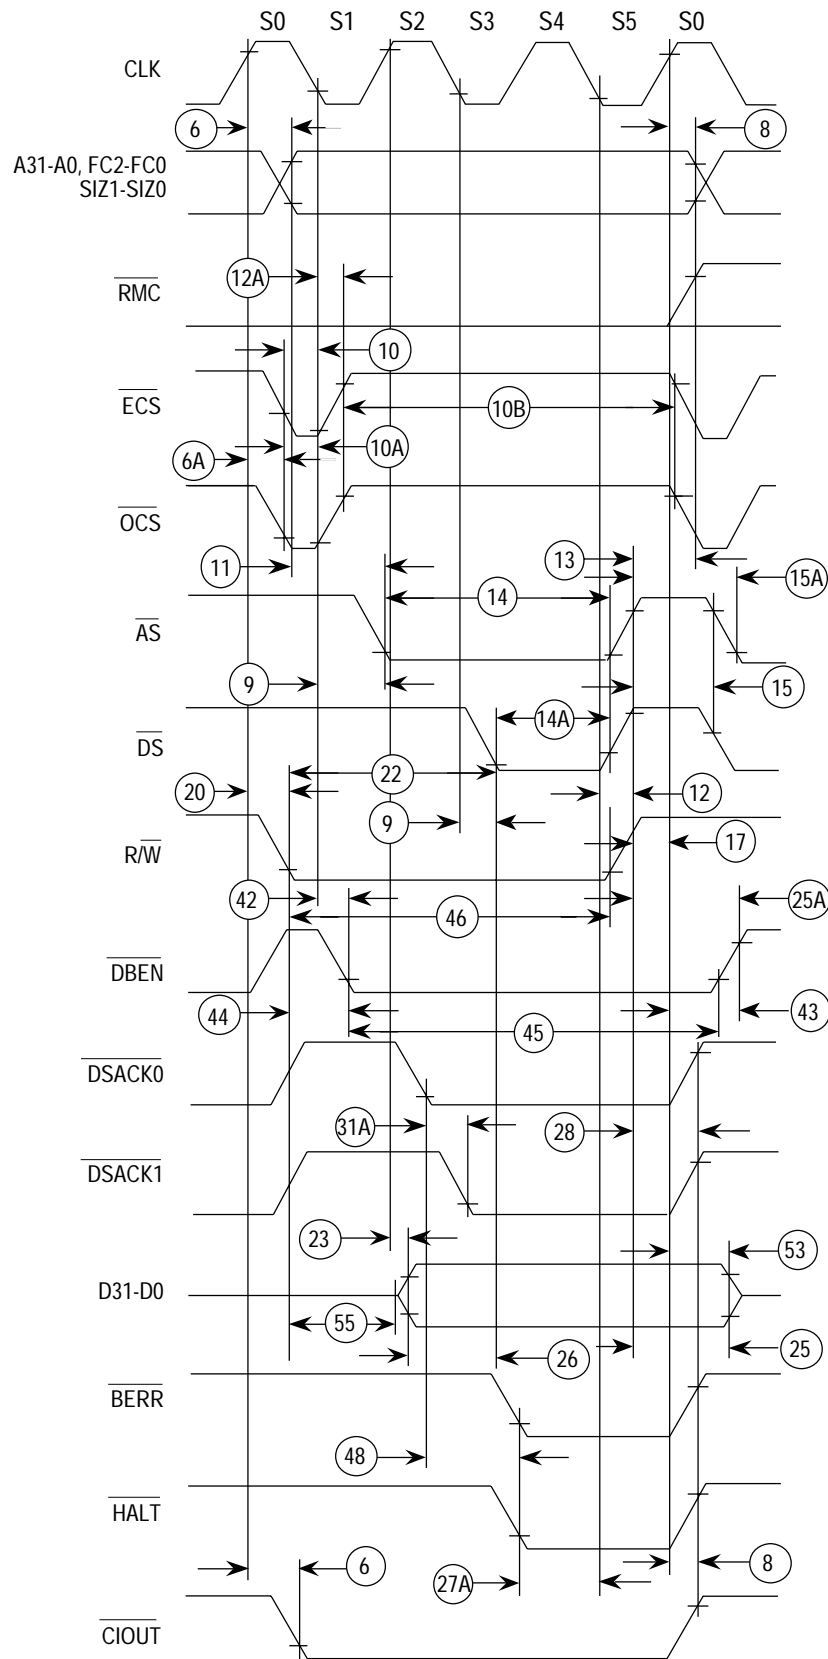 S0 S1 S2 S3 S4 S5 S0
CLK
6 8
A31-A0, FC2-FC0
SIZ1-SIZ0
12A
RMC
10
ECS
10B
10A
6A
OCS
13
11
15A
14
AS
9
15
14A
DS
22
20 12
9
17
R/W
42 25A
46
DBEN
44 43
45
DSACK0
31A 28
DSACK1
23
53
D31-D0
55
25
26
BERR
48
HALT
6 8
27A
CIOUT